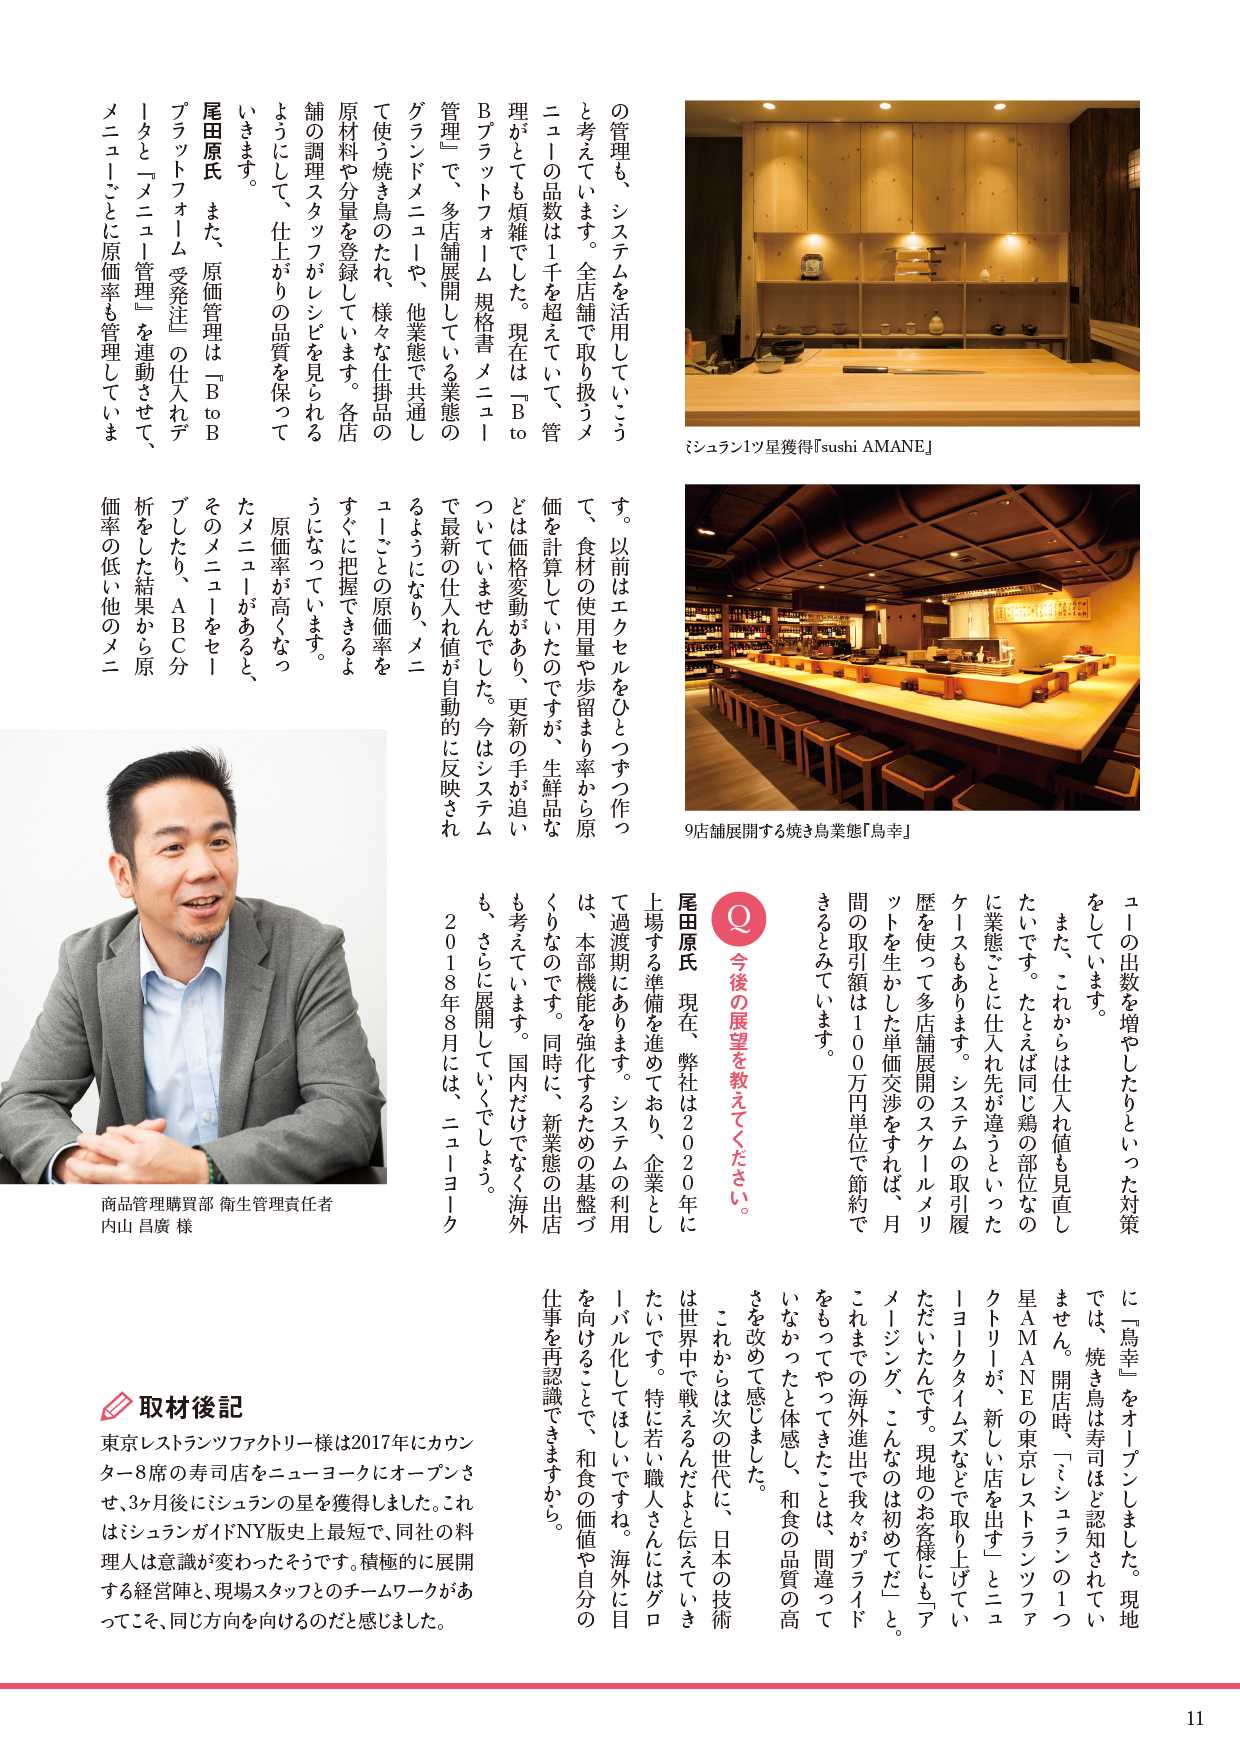 の管理も、システムを活用していこう
と考えています。全店舗で取り扱うメ
ニューの品数は1千を超えていて、管
理がとても煩雑でした。現在は『B to
Bプラットフォーム 規格書 メニュー
管理』で、多店舗展開している業態の
グランドメニューや、他業態で共通し
て使う焼き鳥のたれ、様々な仕掛品の
原材料や分量を登録しています。各店
舗の調理スタッフがレシピを見られる
ようにして、仕上がりの品質を保って
いきます。
尾田原氏 また、原価管理は『B to B
プラットフォーム 受発注』の仕入れデ
ータと『メニュー管理』を連動させて、
メニューごとに原価率も管理していま
す。以前はエクセルをひとつずつ作っ
て、食材の使用量や歩留まり率から原
価を計算していたのですが、生鮮品な
どは価格変動があり、更新の手が追い
ついていませんでした。今はシステム
で最新の仕入れ値が自動的に反映され
るようになり、メニ
ューごとの原価率を
すぐに把握できるよ
うになっています。
原価率が高くなっ
たメニューがあると、
そのメニューをセー
ブしたり、ABC分
析をした結果から原
価率の低い他のメニ
ミシュラン1ツ星獲得『sushi AMANE』
9店舗展開する焼き鳥業態『鳥幸』
ューの出数を増やしたりといった対策
をしています。
また、これからは仕入れ値も見直し
たいです。たとえば同じ鶏の部位なの
に業態ごとに仕入れ先が違うといった
ケースもあります。システムの取引履
歴を使って多店舗展開のスケールメリ
ットを生かした単価交渉をすれば、月
間の取引額は100万円単位で節約で
きるとみています。
Q 今後の展望を教えてください。
尾田原氏 現在、弊社は2020年に
上場する準備を進めており、企業とし
て過渡期にあります。システムの利用
は、本部機能を強化するための基盤づ
くりなのです。同時に、新業態の出店
も考えています。国内だけでなく海外
も、さらに展開していくでしょう。
2018年8月には、ニューヨーク
商品管理購買部 衛生管理責任者
内山 昌廣 様
に『鳥幸』をオープンしました。現地
では、焼き鳥は寿司ほど認知されてい
ません。開店時、「ミシュランの1つ
星AMANEの東京レストランツファ
クトリーが、新しい店を出す」とニュ
ーヨークタイムズなどで取り上げてい
ただいたんです。現地のお客様にも「ア
メージング、こんなのは初めてだ」と。
これまでの海外進出で我々がプライド
をもってやってきたことは、間違って
いなかったと体感し、和食の品質の高
さを改めて感じました。
これからは次の世代に、日本の技術
は世界中で戦えるんだよと伝えていき
たいです。特に若い職人さんにはグロ
ーバル化してほしいですね。海外に目
を向けることで、和食の価値や自分の
仕事を再認識できますから。
取材後記
東京レストランツファクトリー様は2017年にカウン
ター8席の寿司店をニューヨークにオープンさ
せ、3ヶ月後にミシュランの星を獲得しました。これ
はミシュランガイドNY版史上最短で、同社の料
理人は意識が変わったそうです。積極的に展開
する経営陣と、現場スタッフとのチームワークがあ
ってこそ、同じ方向を向けるのだと感じました。
11